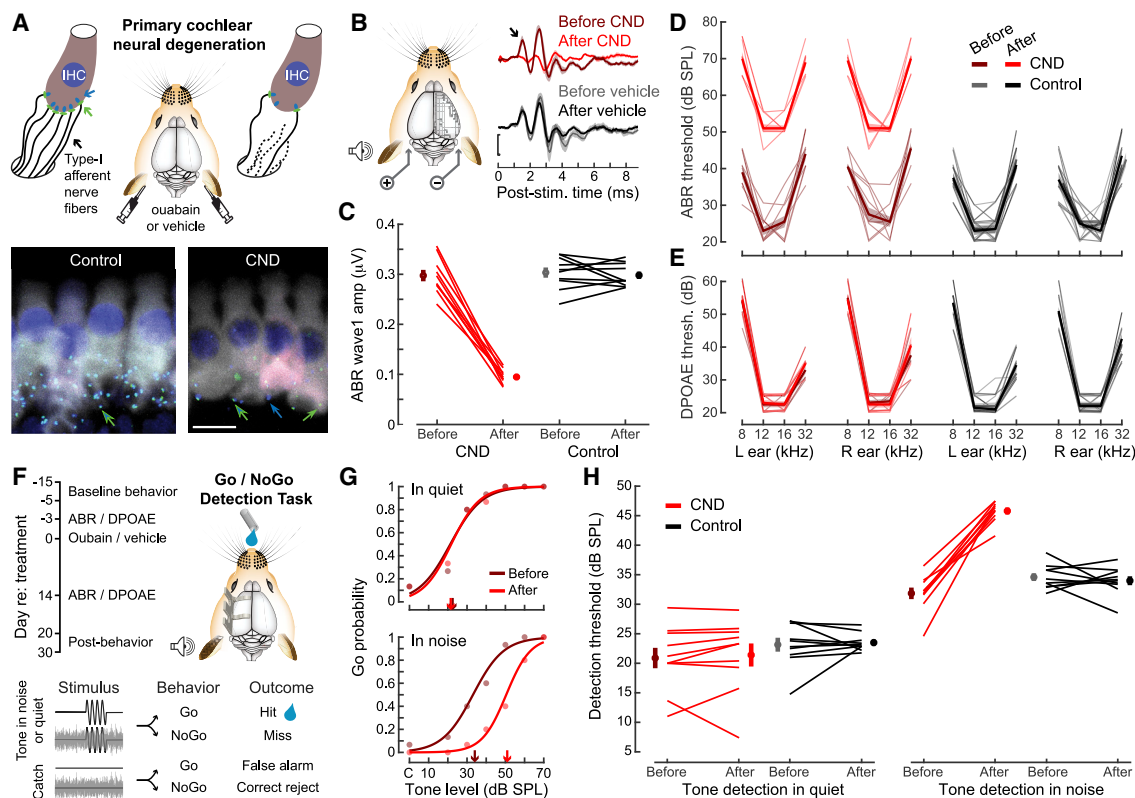 A
Primary cochlear
neural degeneration
IHC
IHC
Type-I
afferent
nerve
fibers
ouabain
or vehicle
Control
CND
B
Before CND
After CND
Before vehicle
After vehicle
+
−
0 1 2 3 4 5 6 7 8
Post-stim. time (ms)
C
ABR wave1 amp (μV)
0.4
0.3
0.2
0.1
0
Before After Before After
CND Control
D
ABR threshold (dB SPL)
80
70
60
50
40
30
20
Before
After
CND
Control
E
DPOAE thresh. (dB)
70
60
50
40
30
20
8 12 16 32 8 12 16 32 8 12 16 32 8 12 16 32
L ear (kHz) R ear (kHz) L ear (kHz) R ear (kHz)
F
Go / NoGo
Detection Task
Day re: treatment
-15
-5
-3
0
14
20
30
Baseline behavior
ABR / DPOAE
Oubain / vehicle
ABR / DPOAE
Post-behavior
Stimulus Behavior Outcome
Tone in noise
or quiet
Go Hit
NoGo Miss
Catch
Go False alarm
NoGo Correct reject
G
Go probability
In quiet
1
0.8
0.6
0.4
0.2
0
Before
After
In noise
1
0.8
0.6
0.4
0.2
0
C 10 30 50 70
Tone level (dB SPL)
H
Detection threshold (dB SPL)
50
45
40
35
30
25
20
15
10
5
CND
Control
Before After Before After Before After Before After
Tone detection in quiet Tone detection in noise